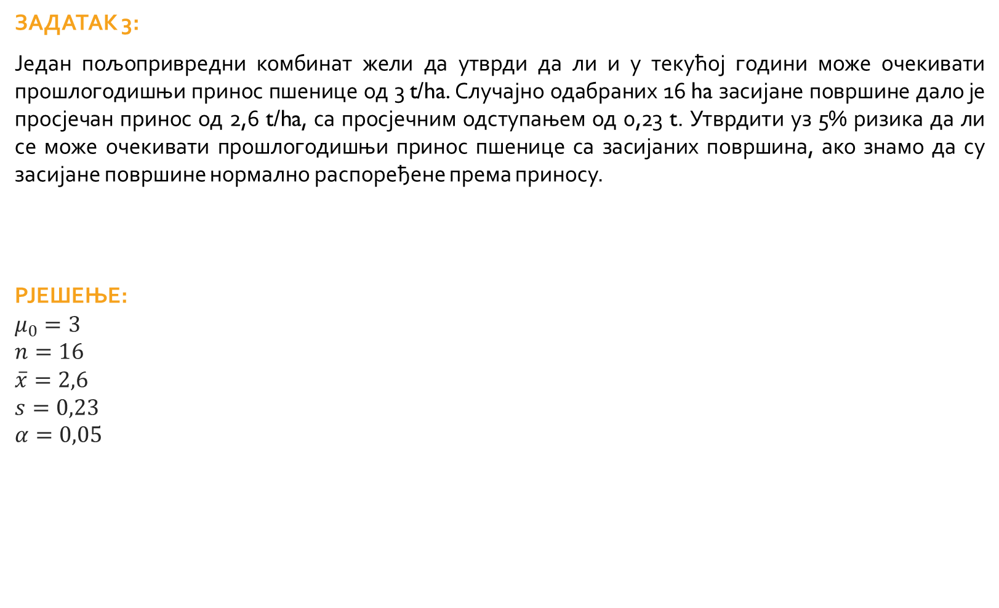 ЗАДАТАК 3:
Један пољопривредни комбинат жели да утврди да ли и у текућој години може очекивати
прошлогодишњи принос пшенице од 3 t/ha. Случајно одабраних 16 ha засијане површине дало је
просјечан принос од 2,6 t/ha, са просјечним одступањем од 0,23 t. Утврдити уз 5% ризика да ли
се може очекивати прошлогодишњи принос пшенице са засијаних површина, ако знамо да су
засијане површине нормално распоређене према приносу.
РЈЕШЕЊЕ:
μ₀ = 3
n = 16
x̄ = 2,6
s = 0,23
α = 0,05